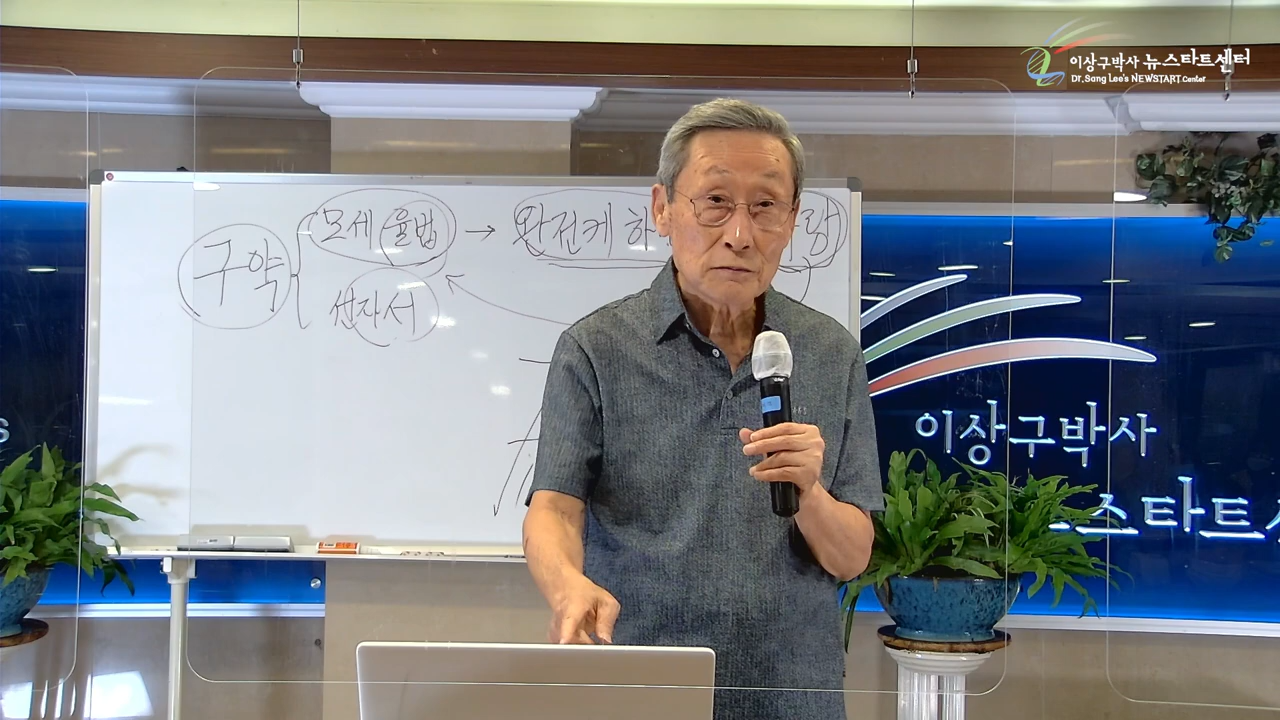 이상구박사 뉴스타트센터
Dr. Sang Lee's NEWSTART Center
구약
모세 율법 → 완전케 하 랑
선지서
이상구박사
스타트
s